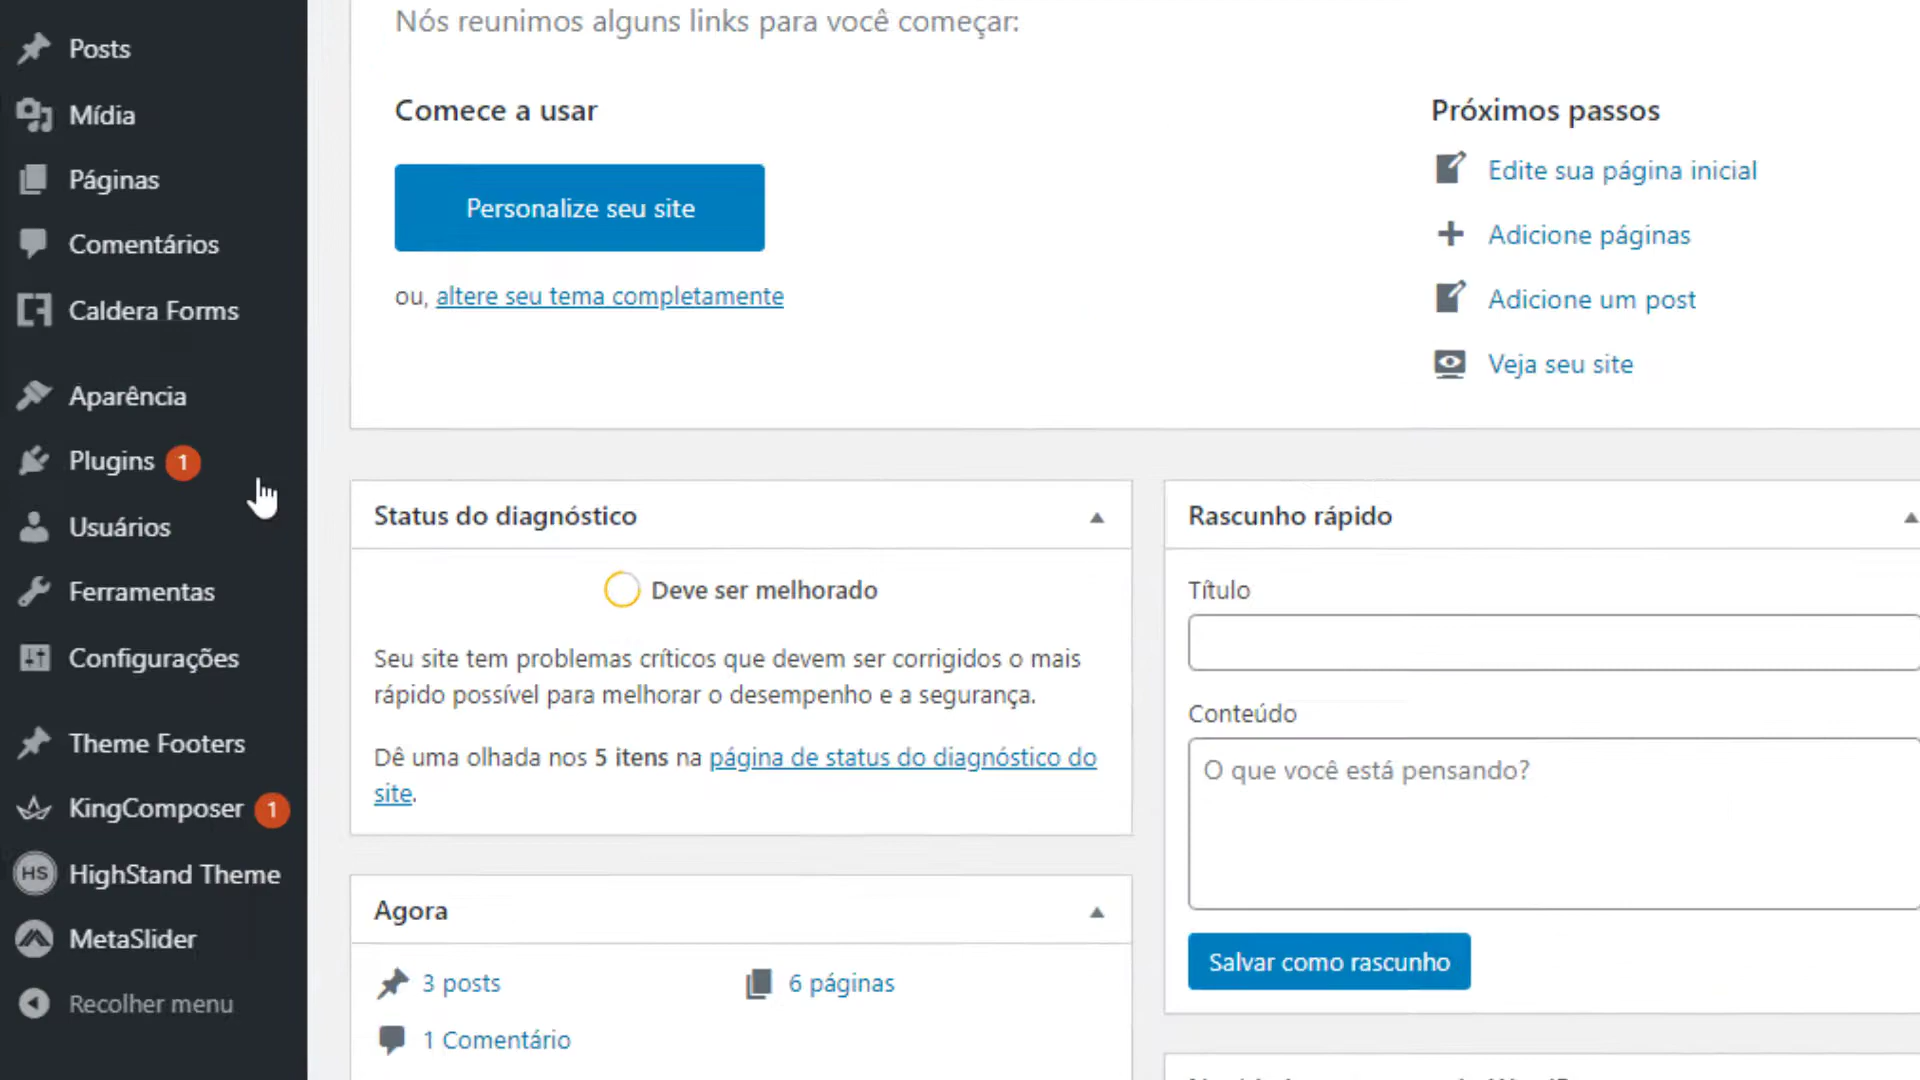 Posts
Mídia
Páginas
Comentários
Caldera Forms
Aparência
Plugins 1
Usuários
Ferramentas
Configurações
Theme Footers
KingComposer 1
HS HighStand Theme
MetaSlider
Recolher menu
Nós reunimos alguns links para você começar:
Comece a usar
Personalize seu site
ou, altere seu tema completamente
Próximos passos
Edite sua página inicial
Adicione páginas
Adicione um post
Veja seu site
Status do diagnóstico
Deve ser melhorado
Seu site tem problemas críticos que devem ser corrigidos o mais
rápido possível para melhorar o desempenho e a segurança.
Dê uma olhada nos 5 itens na página de status do diagnóstico do
site.
Agora
3 posts
6 páginas
1 Comentário
Rascunho rápido
Título
Conteúdo
O que você está pensando?
Salvar como rascunho